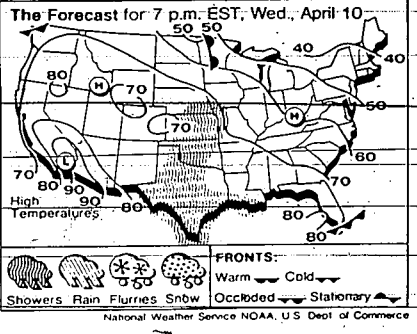 The Forecast for 7 p.m. EST, Wed., April 10
50 50
40
40
80
H
70
H
50
70
60
L
70
70
80
90
High
Temperatures
90
80
80
80
FRONTS:
Warm Cold
Showers Rain Flurries Snow
Occluded Stationary
National Weather Service NOAA, U S Dept of Commerce